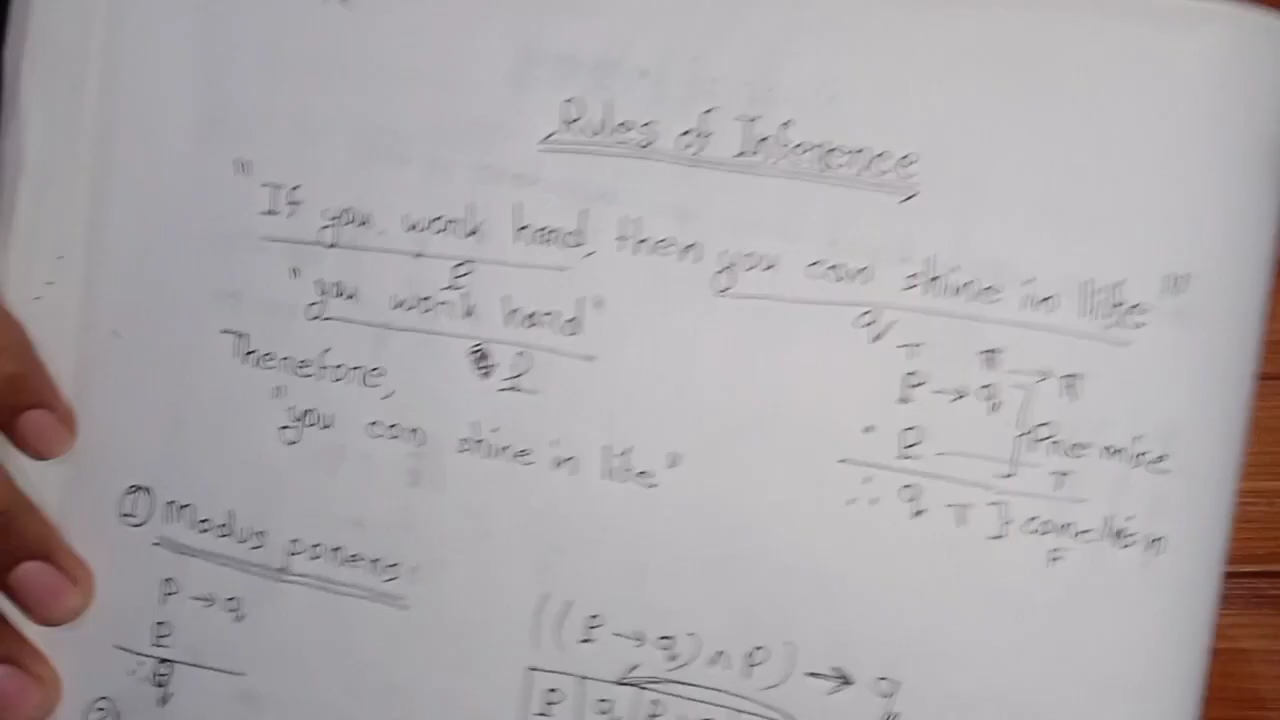 Rules of Inference
"If you work hard, then you can shine in life"
P
q
"you work hard"
P
Therefore,
"you can shine in life"
T T → T
P → q
P Premise
T
∴ q T } conclusion
F
① Modus ponens
P → q
P
∴ q
((P → q) ∧ P) → q
P q